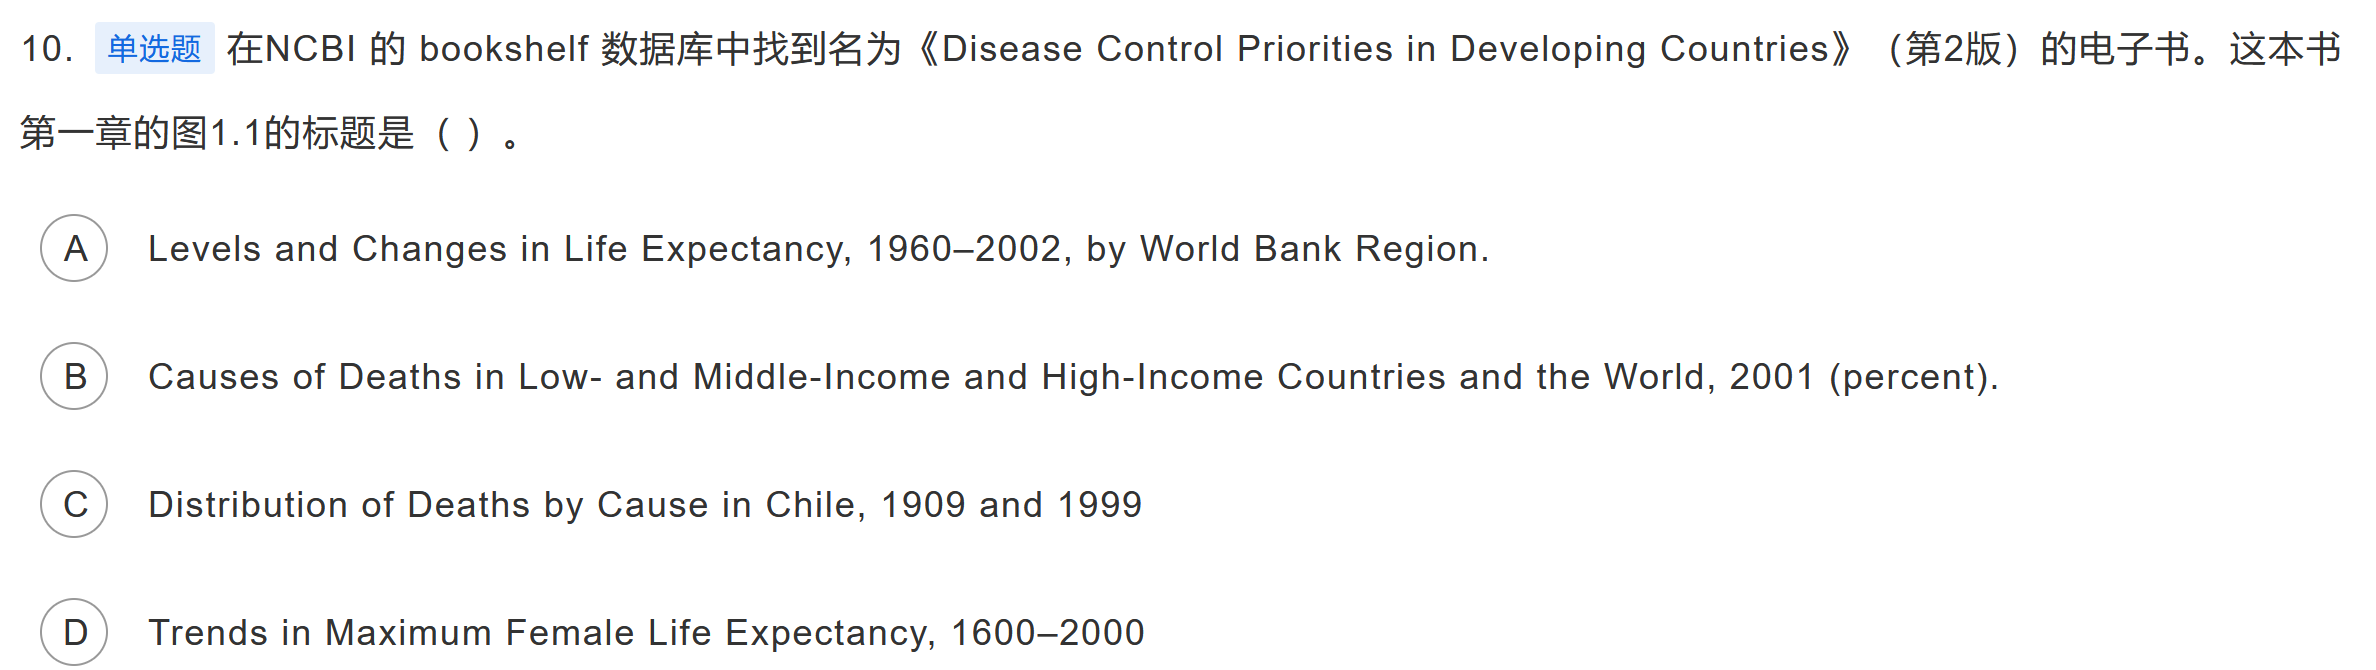 10. 单选题 在NCBI 的 bookshelf 数据库中找到名为《Disease Control Priorities in Developing Countries》（第2版）的电子书。这本书
第一章的图1.1的标题是（ ）。
A Levels and Changes in Life Expectancy, 1960–2002, by World Bank Region.
B Causes of Deaths in Low- and Middle-Income and High-Income Countries and the World, 2001 (percent).
C Distribution of Deaths by Cause in Chile, 1909 and 1999
D Trends in Maximum Female Life Expectancy, 1600–2000